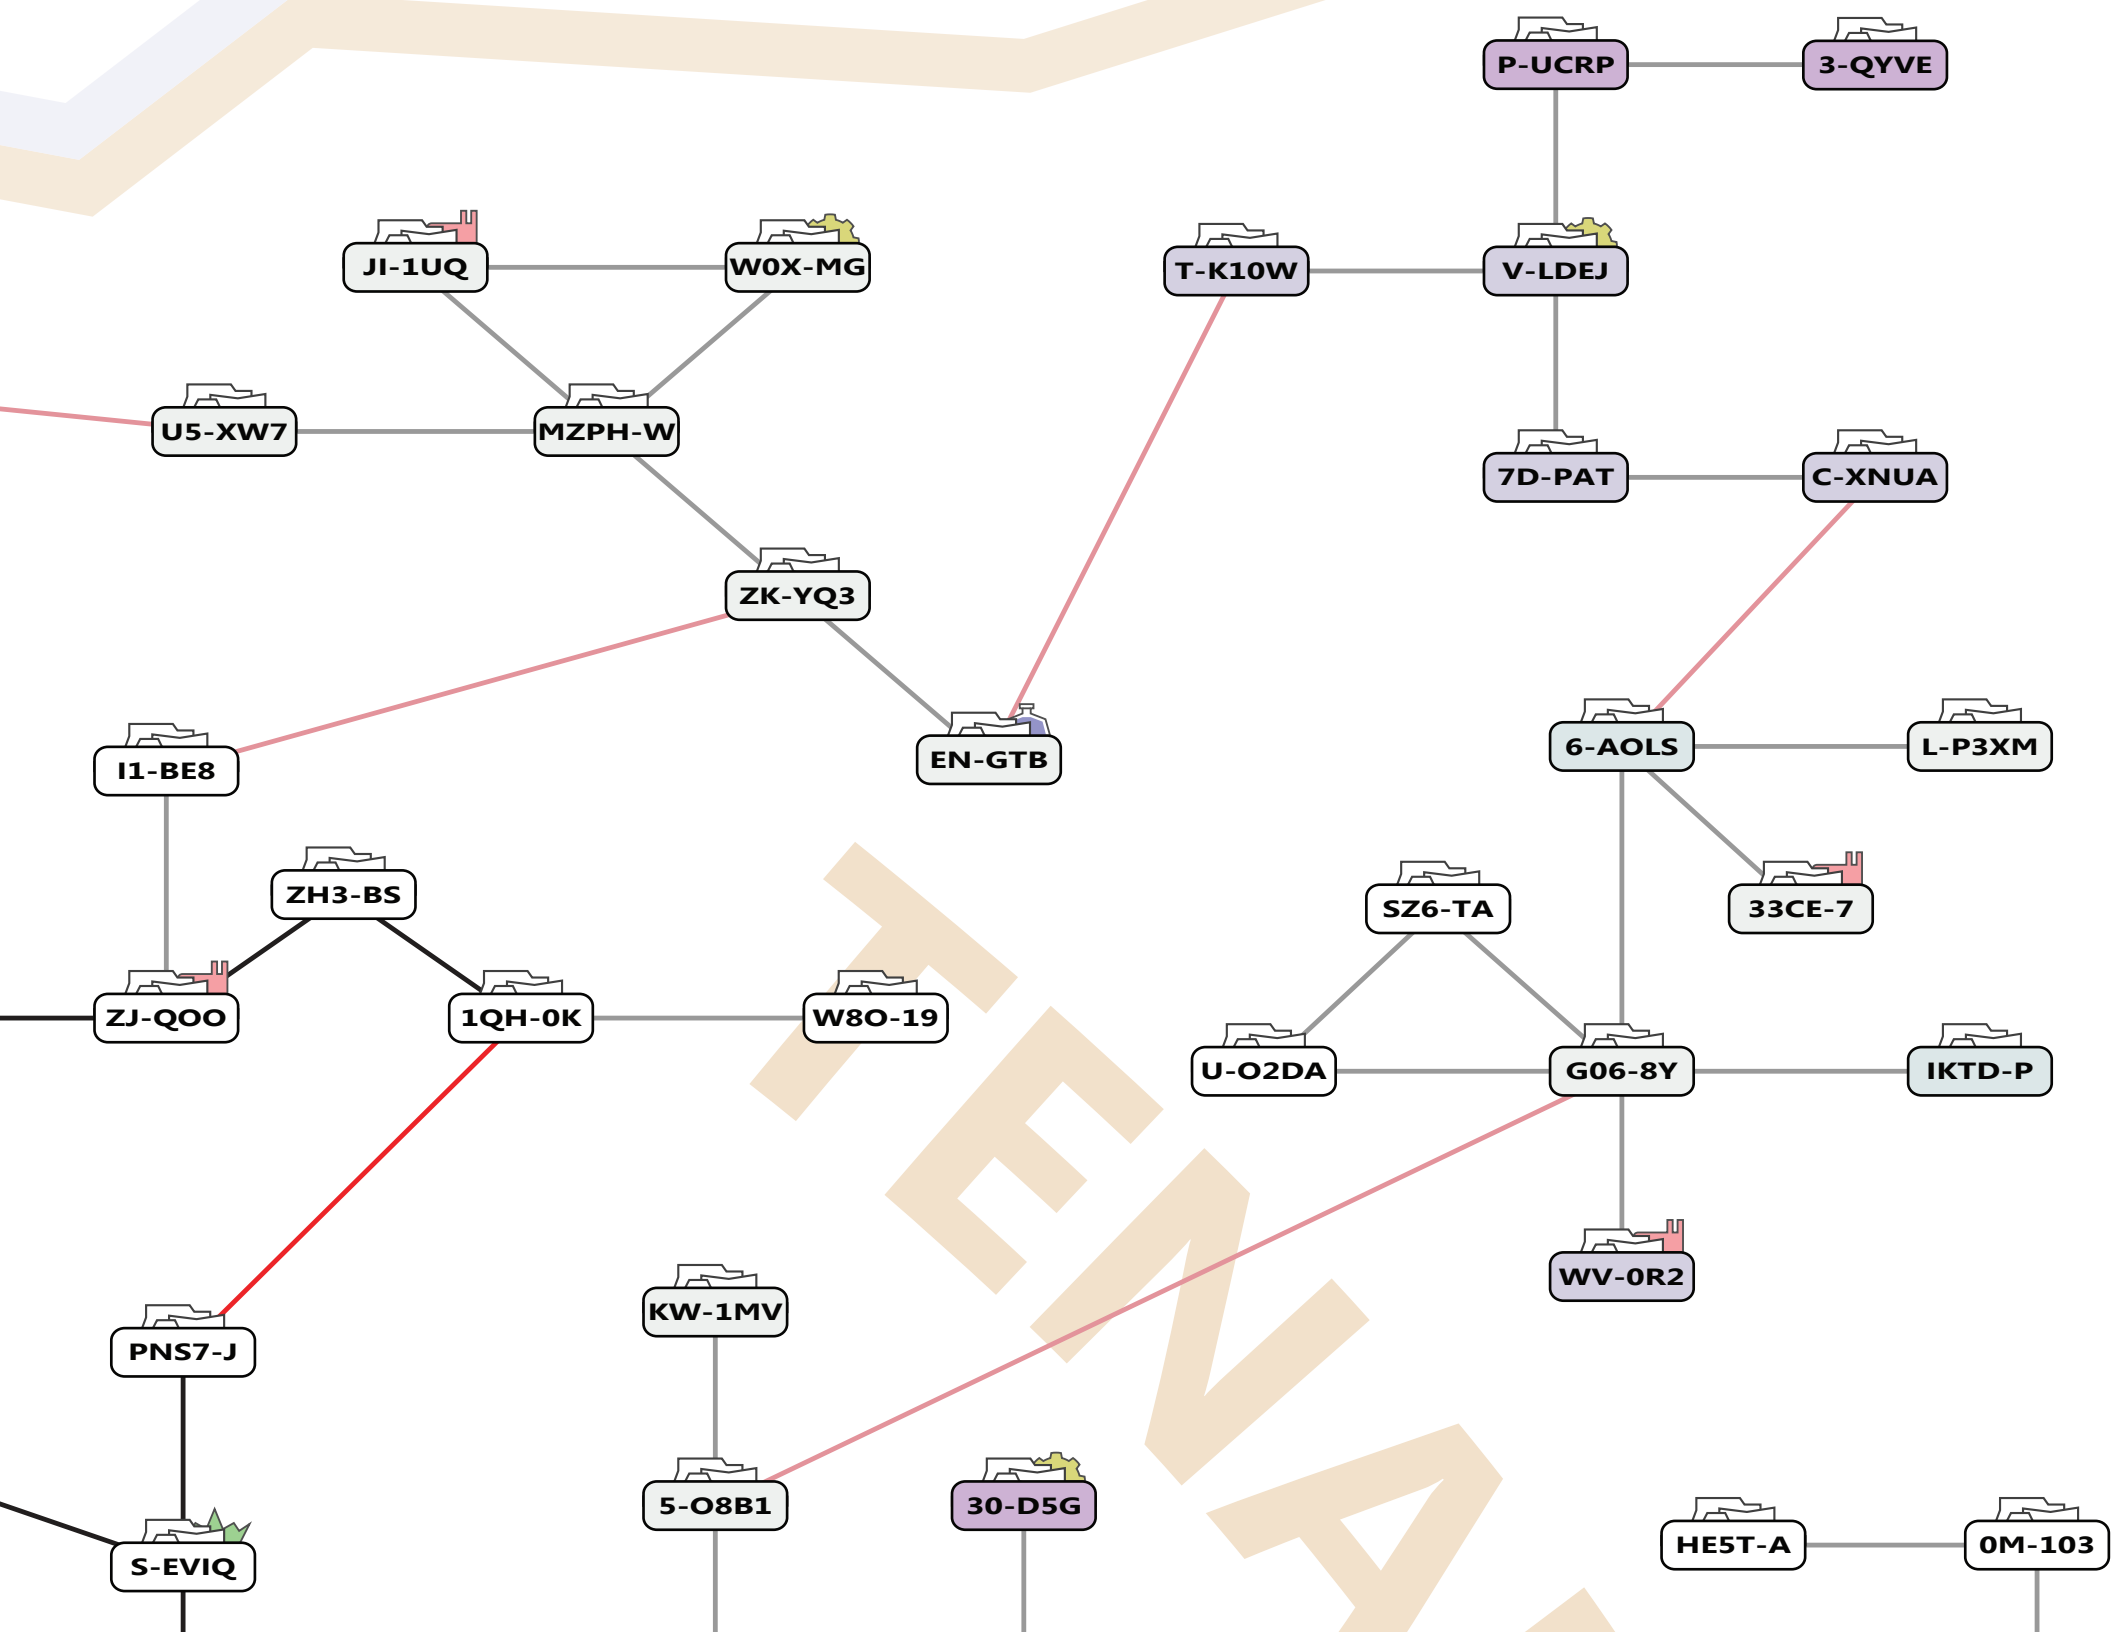 P-UCRP
3-QYVE
JI-1UQ
W0X-MG
T-K10W
V-LDEJ
U5-XW7
MZPH-W
7D-PAT
C-XNUA
ZK-YQ3
I1-BE8
EN-GTB
6-AOLS
L-P3XM
ZH3-BS
SZ6-TA
33CE-7
ZJ-QOO
1QH-0K
W8O-19
U-O2DA
G06-8Y
IKTD-P
WV-0R2
KW-1MV
PNS7-J
5-O8B1
30-D5G
HE5T-A
0M-103
S-EVIQ
TENA